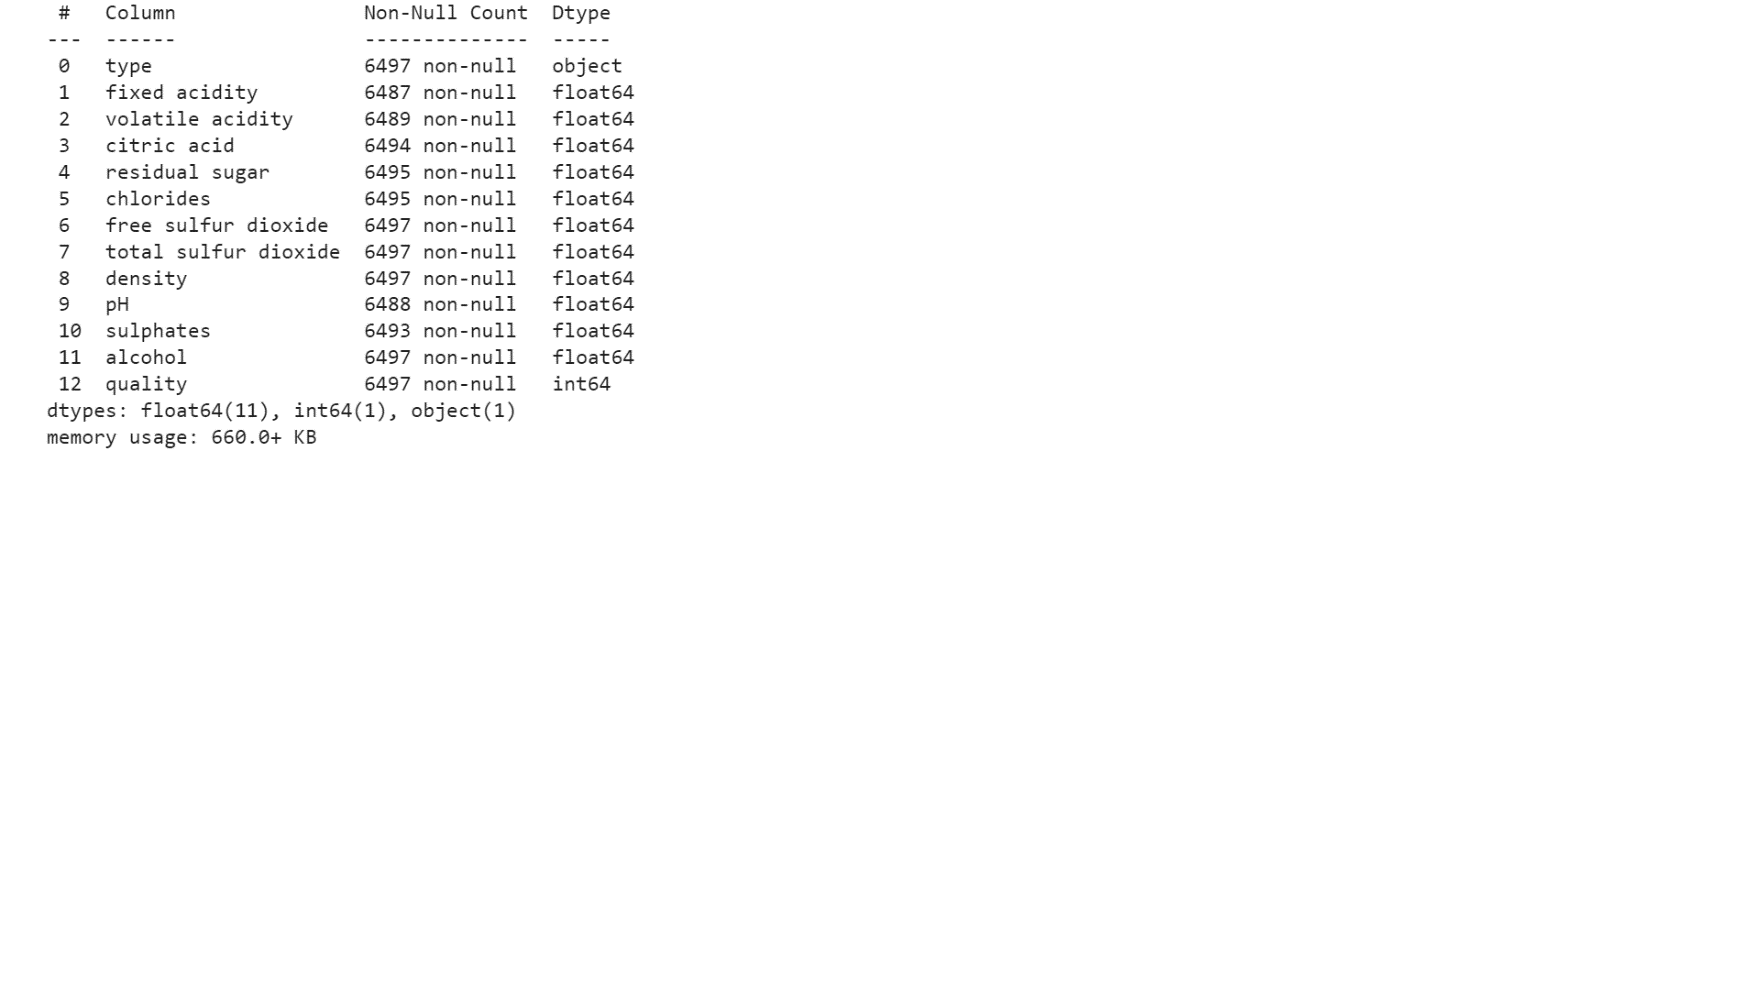 #   Column                Non-Null Count  Dtype
---  ------                --------------  -----
0   type                  6497 non-null   object
1   fixed acidity         6487 non-null   float64
2   volatile acidity      6489 non-null   float64
3   citric acid           6494 non-null   float64
4   residual sugar        6495 non-null   float64
5   chlorides             6495 non-null   float64
6   free sulfur dioxide   6497 non-null   float64
7   total sulfur dioxide  6497 non-null   float64
8   density               6497 non-null   float64
9   pH                    6488 non-null   float64
10  sulphates             6493 non-null   float64
11  alcohol               6497 non-null   float64
12  quality               6497 non-null   int64
dtypes: float64(11), int64(1), object(1)
memory usage: 660.0+ KB